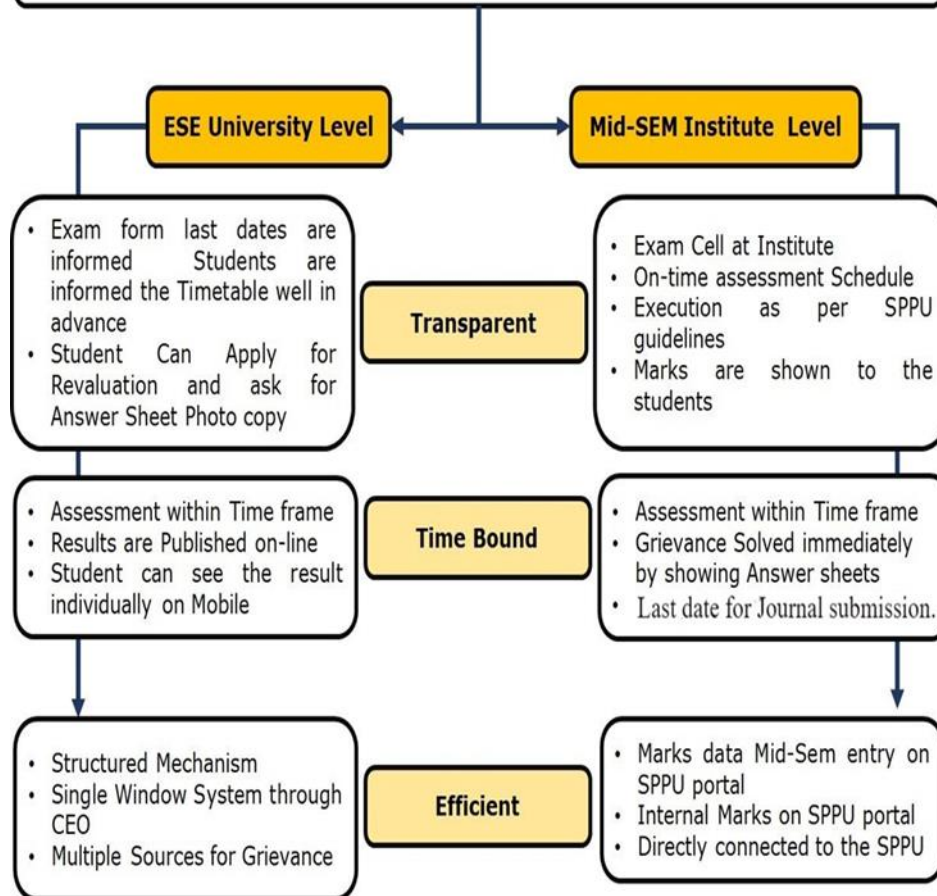 ESE University Level
Mid-SEM Institute Level
• Exam form last dates are
informed Students are
informed the Timetable well in
advance
• Student Can Apply for
Revaluation and ask for
Answer Sheet Photo copy
Transparent
• Exam Cell at Institute
• On-time assessment Schedule
• Execution as per SPPU
guidelines
• Marks are shown to the
students
• Assessment within Time frame
• Results are Published on-line
• Student can see the result
individually on Mobile
Time Bound
• Assessment within Time frame
• Grievance Solved immediately
by showing Answer sheets
• Last date for Journal submission.
• Structured Mechanism
• Single Window System through
CEO
• Multiple Sources for Grievance
Efficient
• Marks data Mid-Sem entry on
SPPU portal
• Internal Marks on SPPU portal
• Directly connected to the SPPU